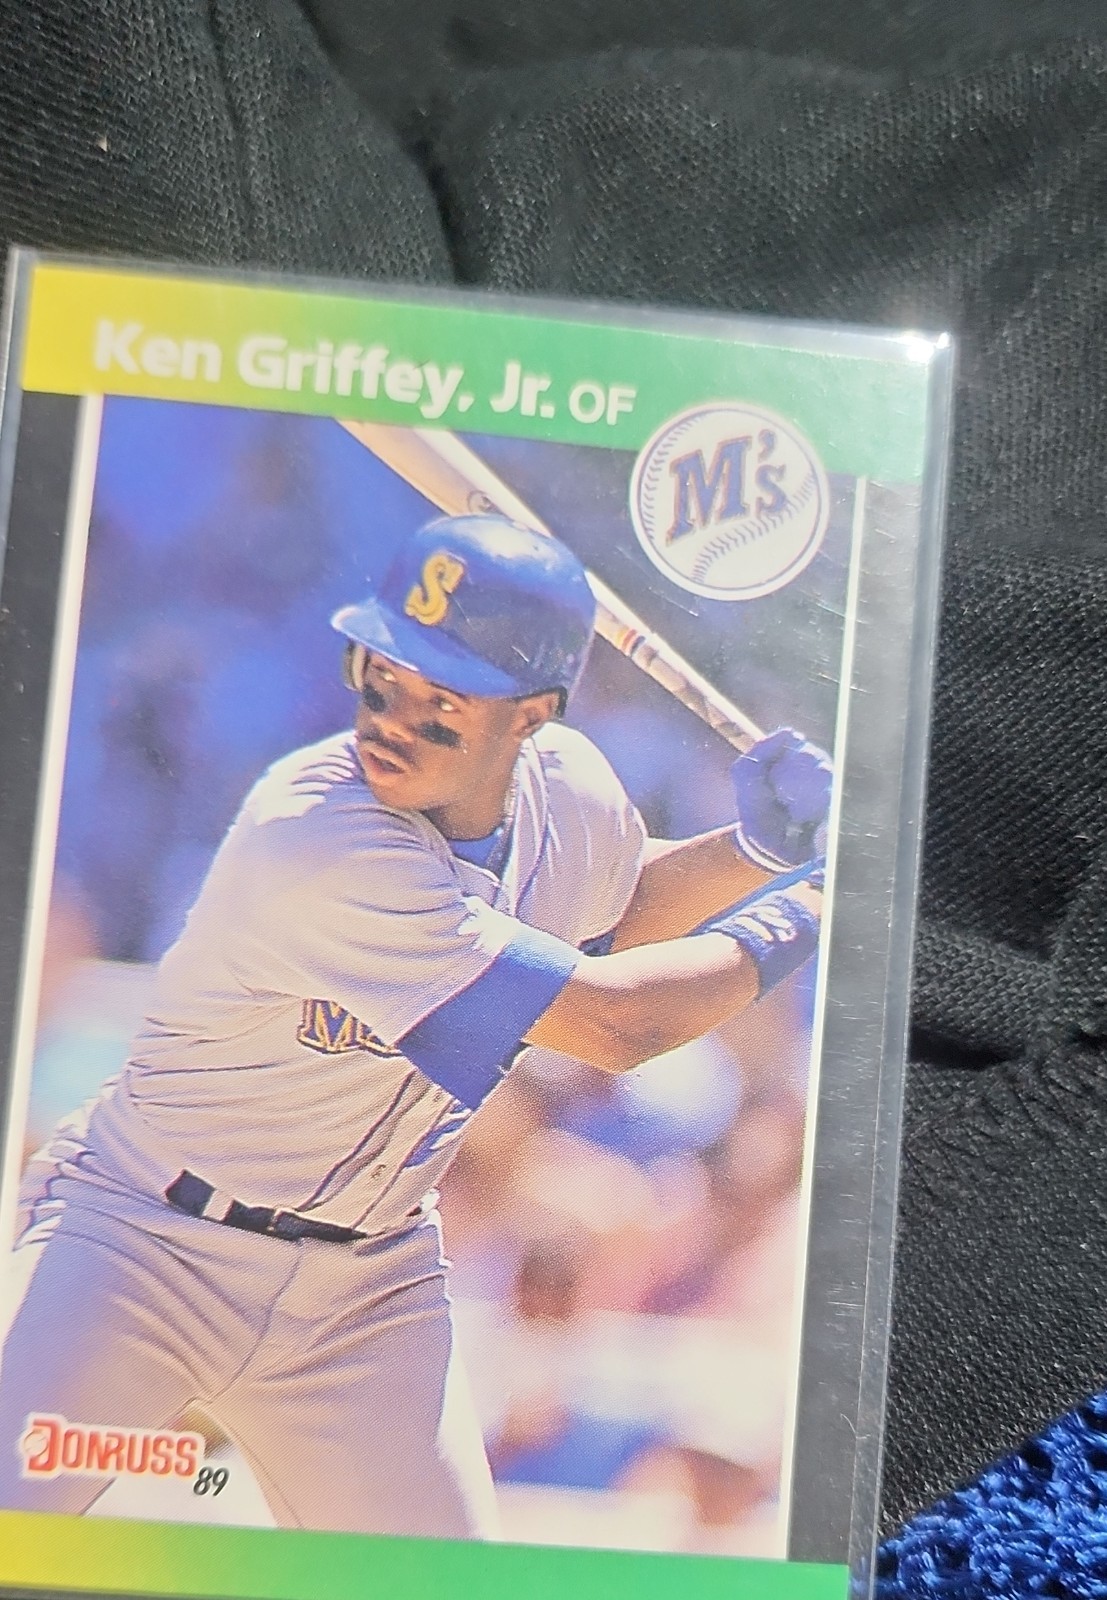 Ken Griffey, Jr. OF
M's
S
M
DONRUSS 89